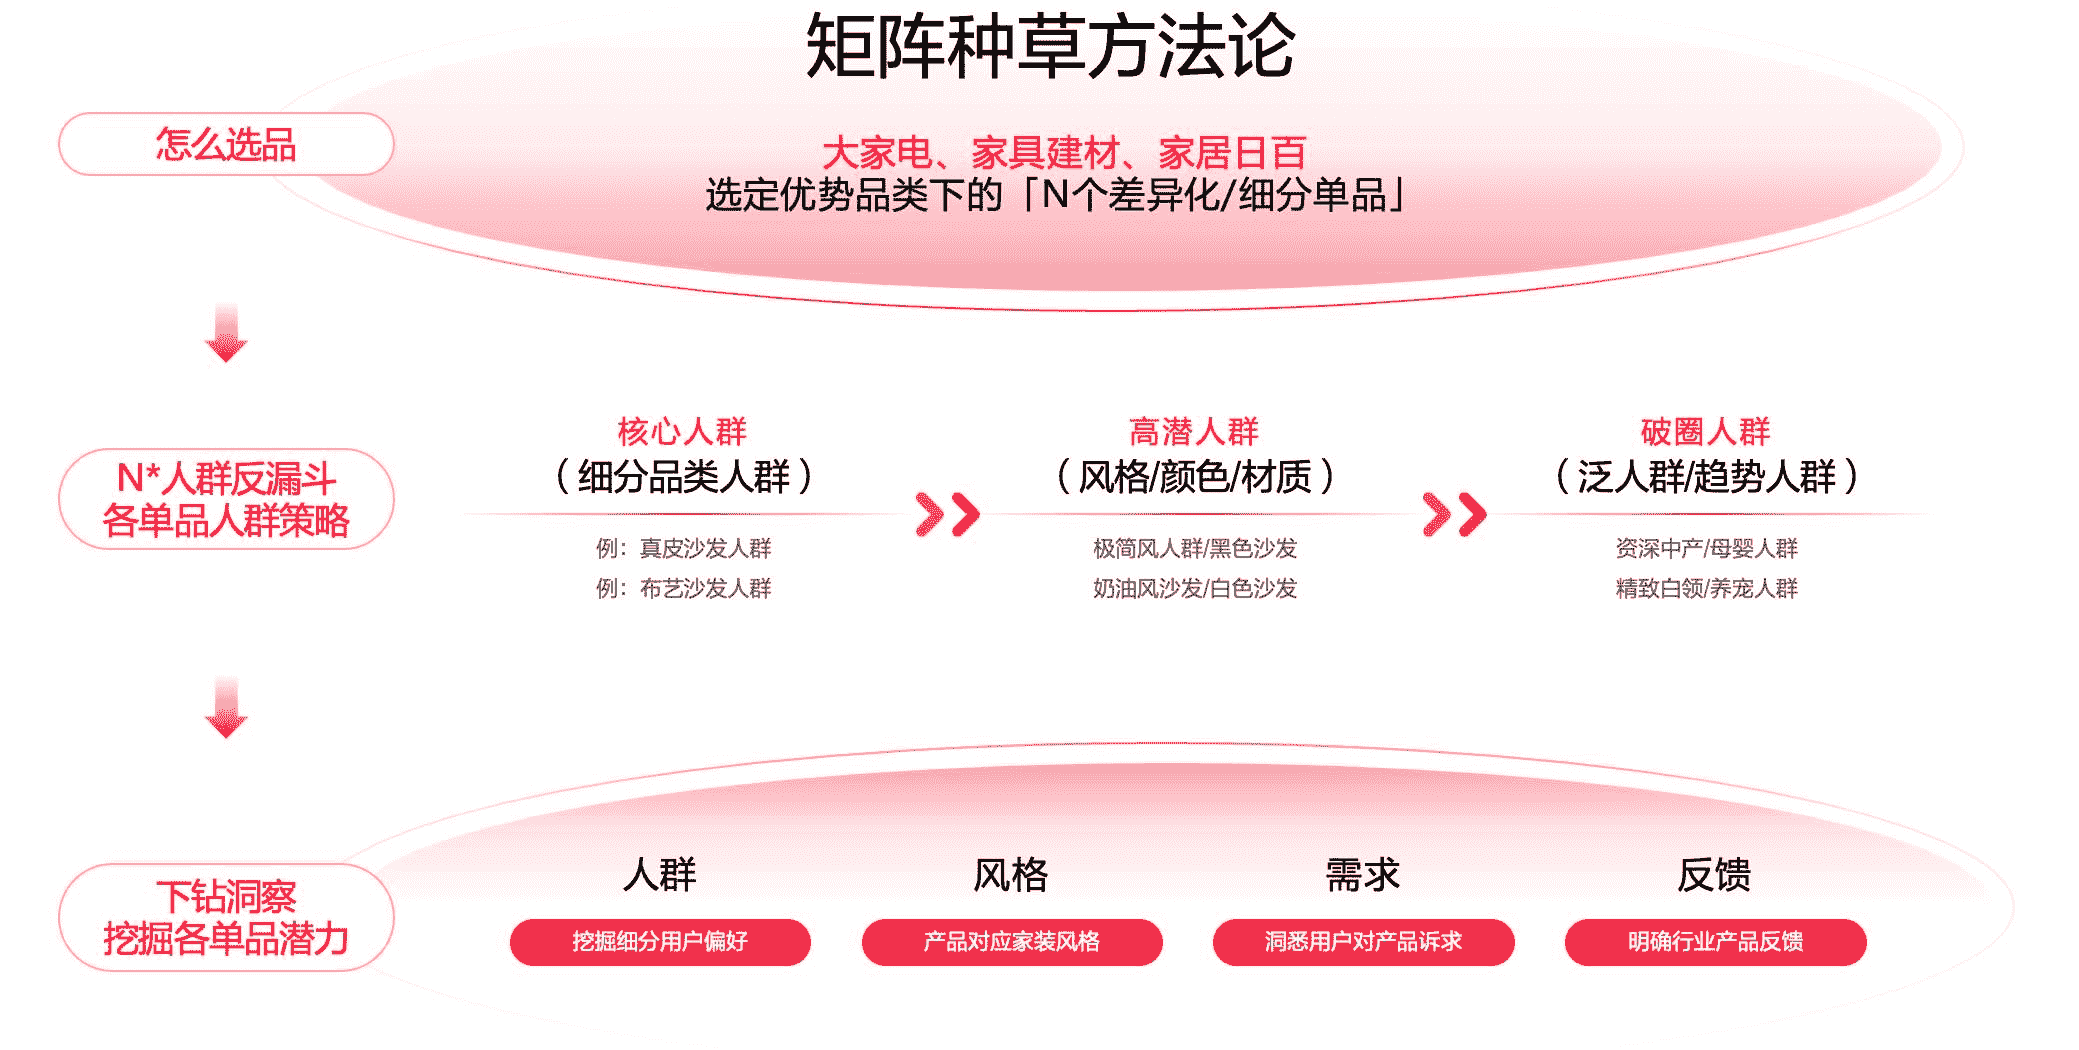 矩阵种草方法论
怎么选品
大家电、家具建材、家居日百
选定优势品类下的「N个差异化/细分单品」
N*人群反漏斗
各单品人群策略
核心人群
（细分品类人群）
例：真皮沙发人群
例：布艺沙发人群
高潜人群
（风格/颜色/材质）
极简风人群/黑色沙发
奶油风沙发/白色沙发
破圈人群
（泛人群/趋势人群）
资深中产/母婴人群
精致白领/养宠人群
下钻洞察
挖掘各单品潜力
人群
挖掘细分用户偏好
风格
产品对应家装风格
需求
洞悉用户对产品诉求
反馈
明确行业产品反馈